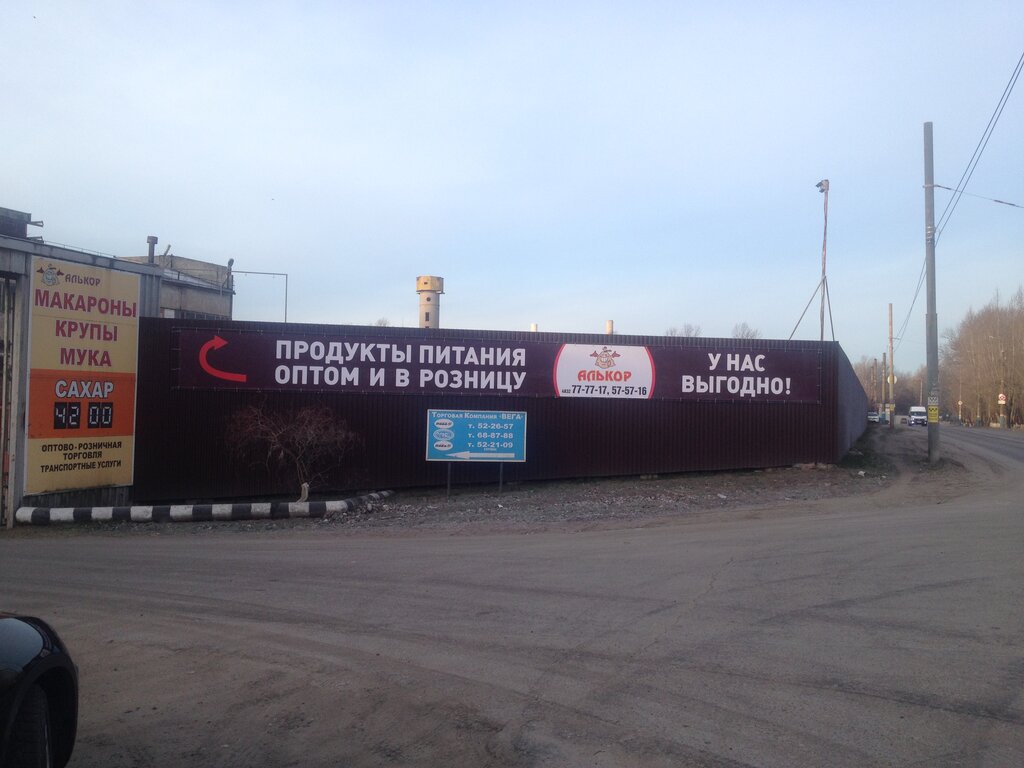 АЛЬКОР
МАКАРОНЫ
КРУПЫ
МУКА
САХАР
42 00
ОПТОВО-РОЗНИЧНАЯ
ТОРГОВЛЯ
ТРАНСПОРТНЫЕ УСЛУГИ
ПРОДУКТЫ ПИТАНИЯ
ОПТОМ И В РОЗНИЦУ
АЛЬКОР
77-77-17, 57-57-16
У НАС
ВЫГОДНО!
Торговая Компания "ВЕГА"
т. 52-26-57
т. 68-87-88
т. 52-21-09